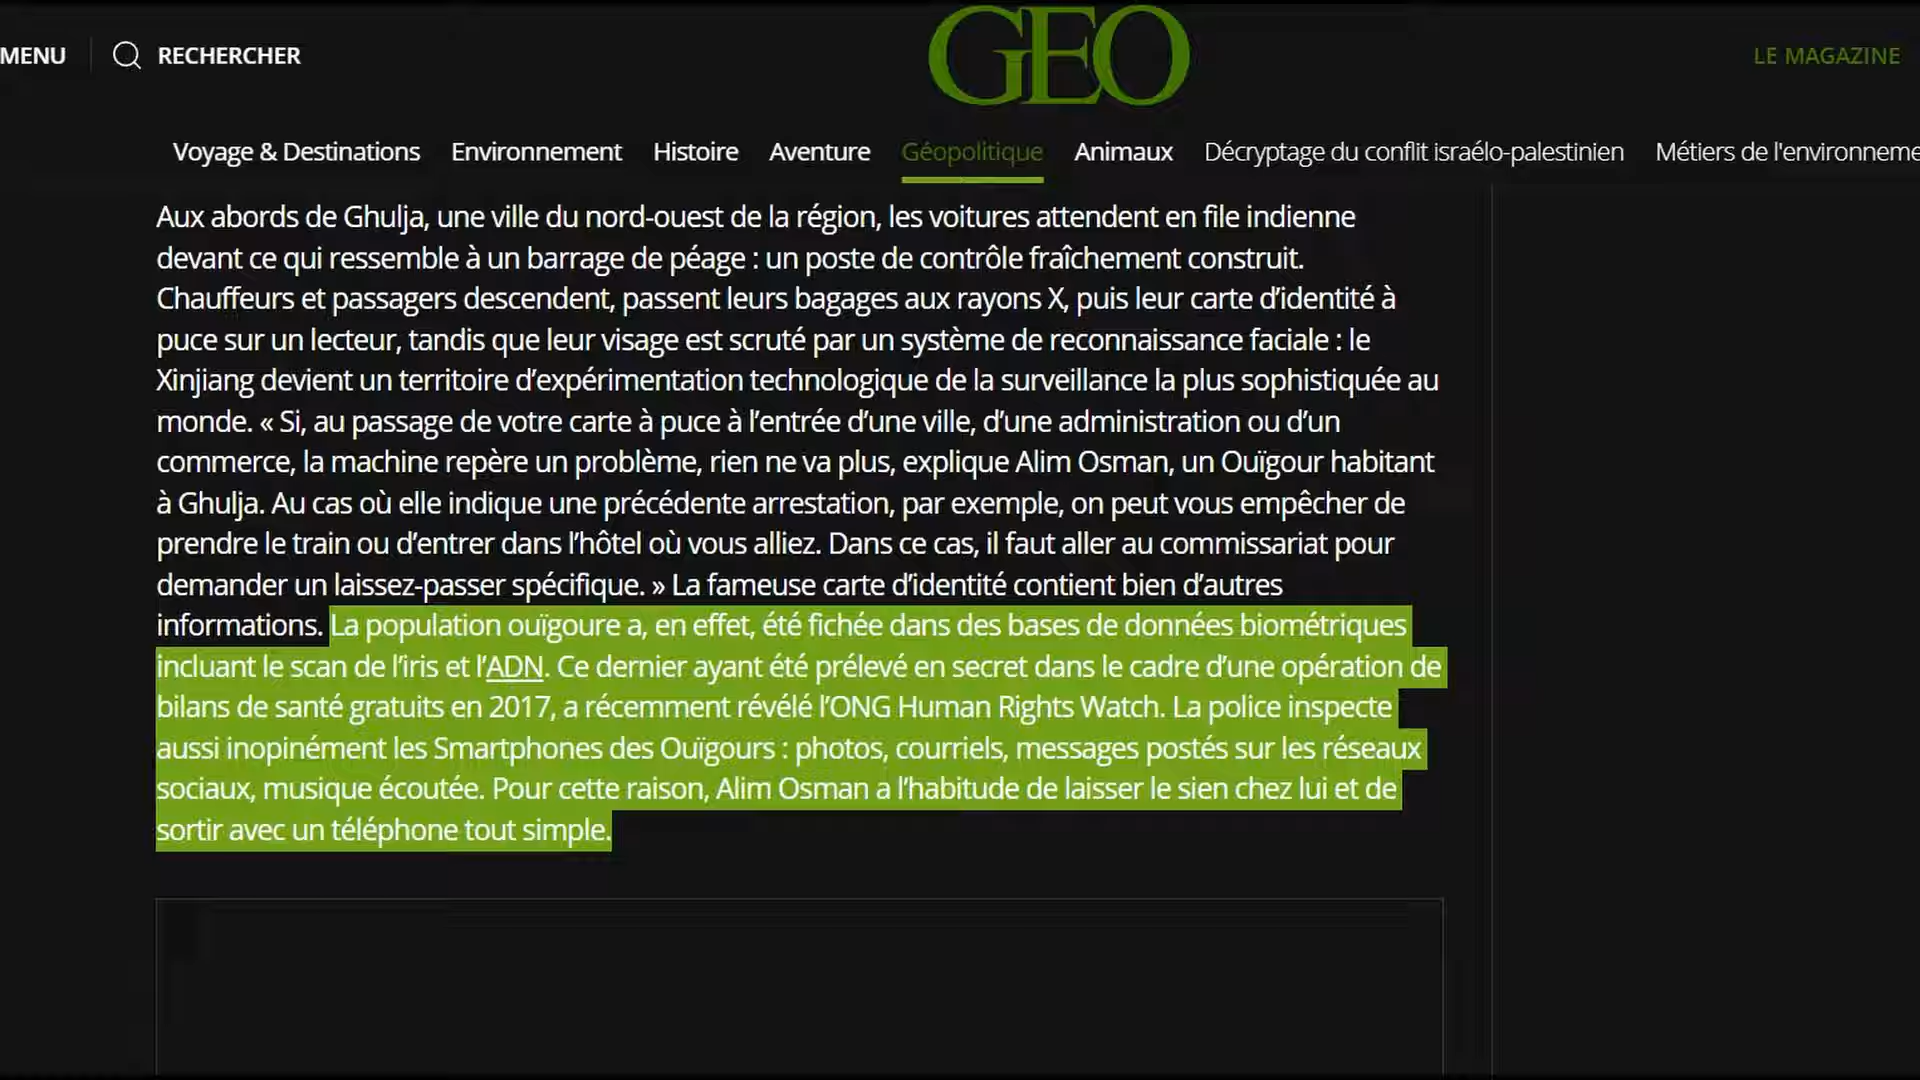 MENU
RECHERCHER
GEO
LE MAGAZINE
Voyage & Destinations
Environnement
Histoire
Aventure
Géopolitique
Animaux
Décryptage du conflit israélo-palestinien
Métiers de l'environneme
Aux abords de Ghulja, une ville du nord-ouest de la région, les voitures attendent en file indienne
devant ce qui ressemble à un barrage de péage : un poste de contrôle fraîchement construit.
Chauffeurs et passagers descendent, passent leurs bagages aux rayons X, puis leur carte d’identité à
puce sur un lecteur, tandis que leur visage est scruté par un système de reconnaissance faciale : le
Xinjiang devient un territoire d’expérimentation technologique de la surveillance la plus sophistiquée au
monde. « Si, au passage de votre carte à puce à l’entrée d’une ville, d’une administration ou d’un
commerce, la machine repère un problème, rien ne va plus, explique Alim Osman, un Ouïgour habitant
à Ghulja. Au cas où elle indique une précédente arrestation, par exemple, on peut vous empêcher de
prendre le train ou d’entrer dans l’hôtel où vous alliez. Dans ce cas, il faut aller au commissariat pour
demander un laissez-passer spécifique. » La fameuse carte d’identité contient bien d’autres
informations. La population ouïgoure a, en effet, été fichée dans des bases de données biométriques
incluant le scan de l’iris et l’ADN. Ce dernier ayant été prélevé en secret dans le cadre d’une opération de
bilans de santé gratuits en 2017, a récemment révélé l’ONG Human Rights Watch. La police inspecte
aussi inopinément les Smartphones des Ouïgours : photos, courriels, messages postés sur les réseaux
sociaux, musique écoutée. Pour cette raison, Alim Osman a l’habitude de laisser le sien chez lui et de
sortir avec un téléphone tout simple.